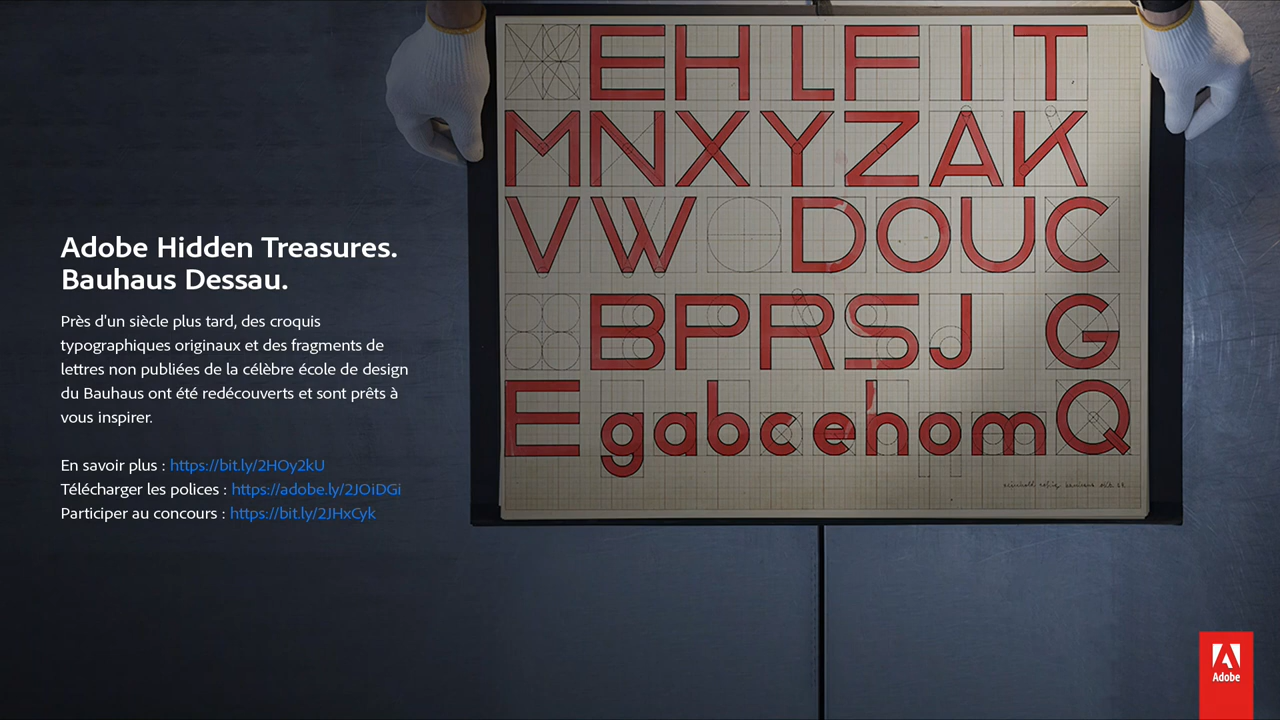 Adobe Hidden Treasures.
Bauhaus Dessau.
Près d'un siècle plus tard, des croquis
typographiques originaux et des fragments de
lettres non publiées de la célèbre école de design
du Bauhaus ont été redécouverts et sont prêts à
vous inspirer.
En savoir plus : https://bit.ly/2HOy2kU
Télécharger les polices : https://adobe.ly/2JOiDGi
Participer au concours : https://bit.ly/2JHxCyk
EHLFIT
MNXYZAK
VW DOUC
BPRSJ G
E gabcehom Q
Adobe